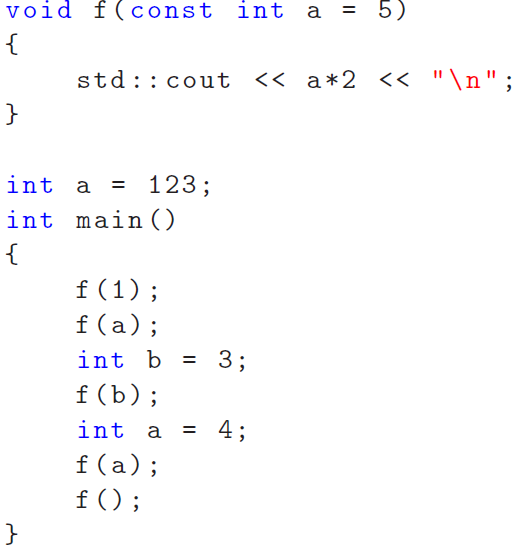 void f(const int a = 5)
{
    std::cout << a*2 << "\n";
}

int a = 123;
int main()
{
    f(1);
    f(a);
    int b = 3;
    f(b);
    int a = 4;
    f(a);
    f();
}